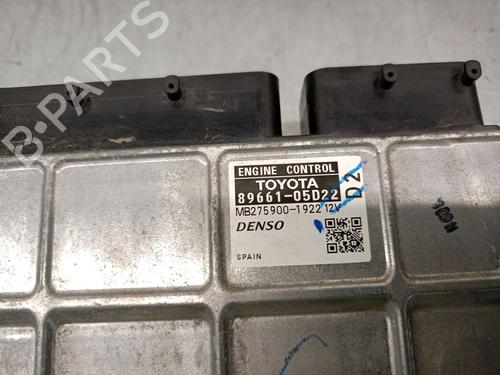 B-PARTS
ENGINE CONTROL
TOYOTA
89661-05D22
MB275900-1922 12V
D2
DENSO
SPAIN